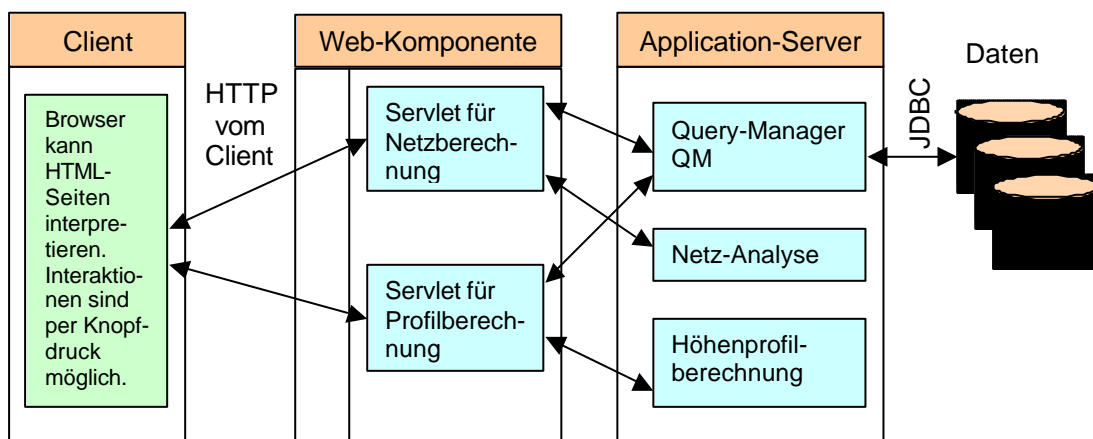 Client
Web-Komponente
Application-Server
Daten
HTTP
vom
Client
Browser
kann
HTML-
Seiten
interpre-
tieren.
Interaktio-
nen sind
per Knopf-
druck
möglich.
Servlet für
Netzberech-
nung
Servlet für
Profilberech-
nung
Query-Manager
QM
Netz-Analyse
Höhenprofil-
berechnung
JDBC